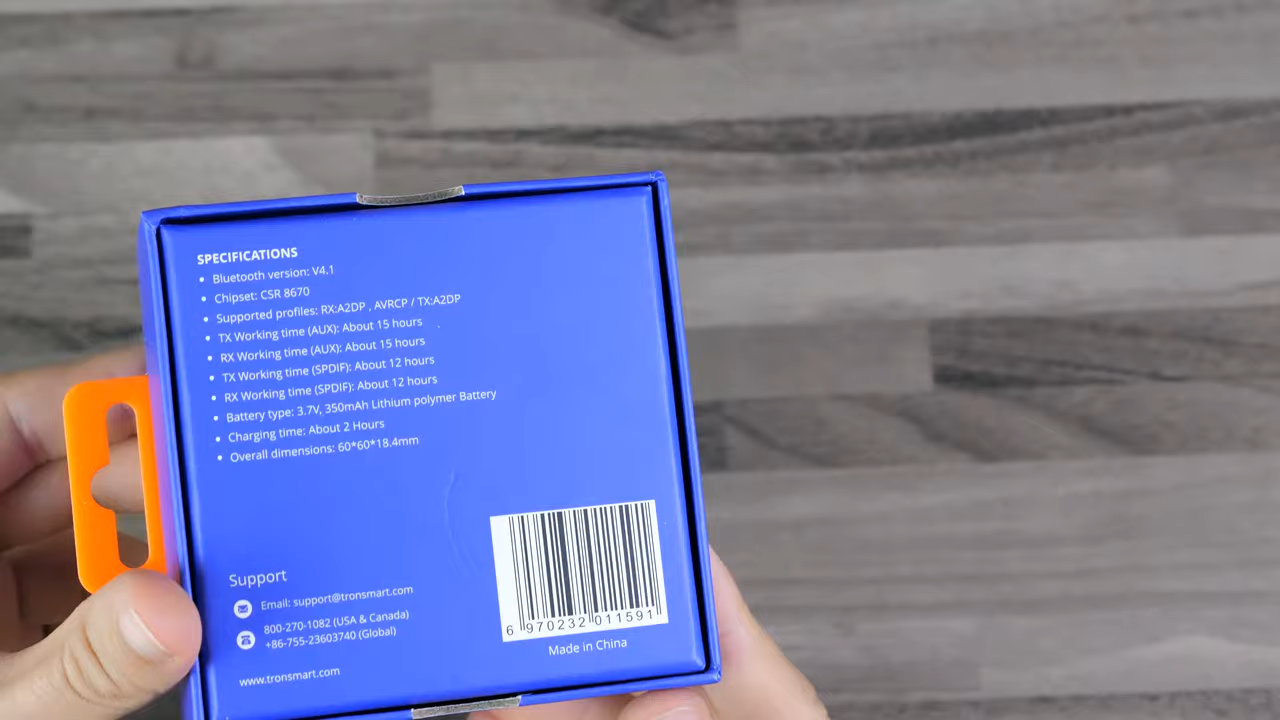 SPECIFICATIONS
• Bluetooth version: V4.1
• Chipset: CSR 8670
• Supported profiles: RX:A2DP , AVRCP / TX:A2DP
• TX Working time (AUX): About 15 hours
• RX Working time (AUX): About 15 hours
• TX Working time (SPDIF): About 12 hours
• RX Working time (SPDIF): About 12 hours
• Battery type: 3.7V, 350mAh Lithium polymer Battery
• Charging time: About 2 Hours
• Overall dimensions: 60*60*18.4mm
Support
Email: support@tronsmart.com
800-270-1082 (USA & Canada)
+86-755-23603740 (Global)
www.tronsmart.com
6 970232 011591
Made in China